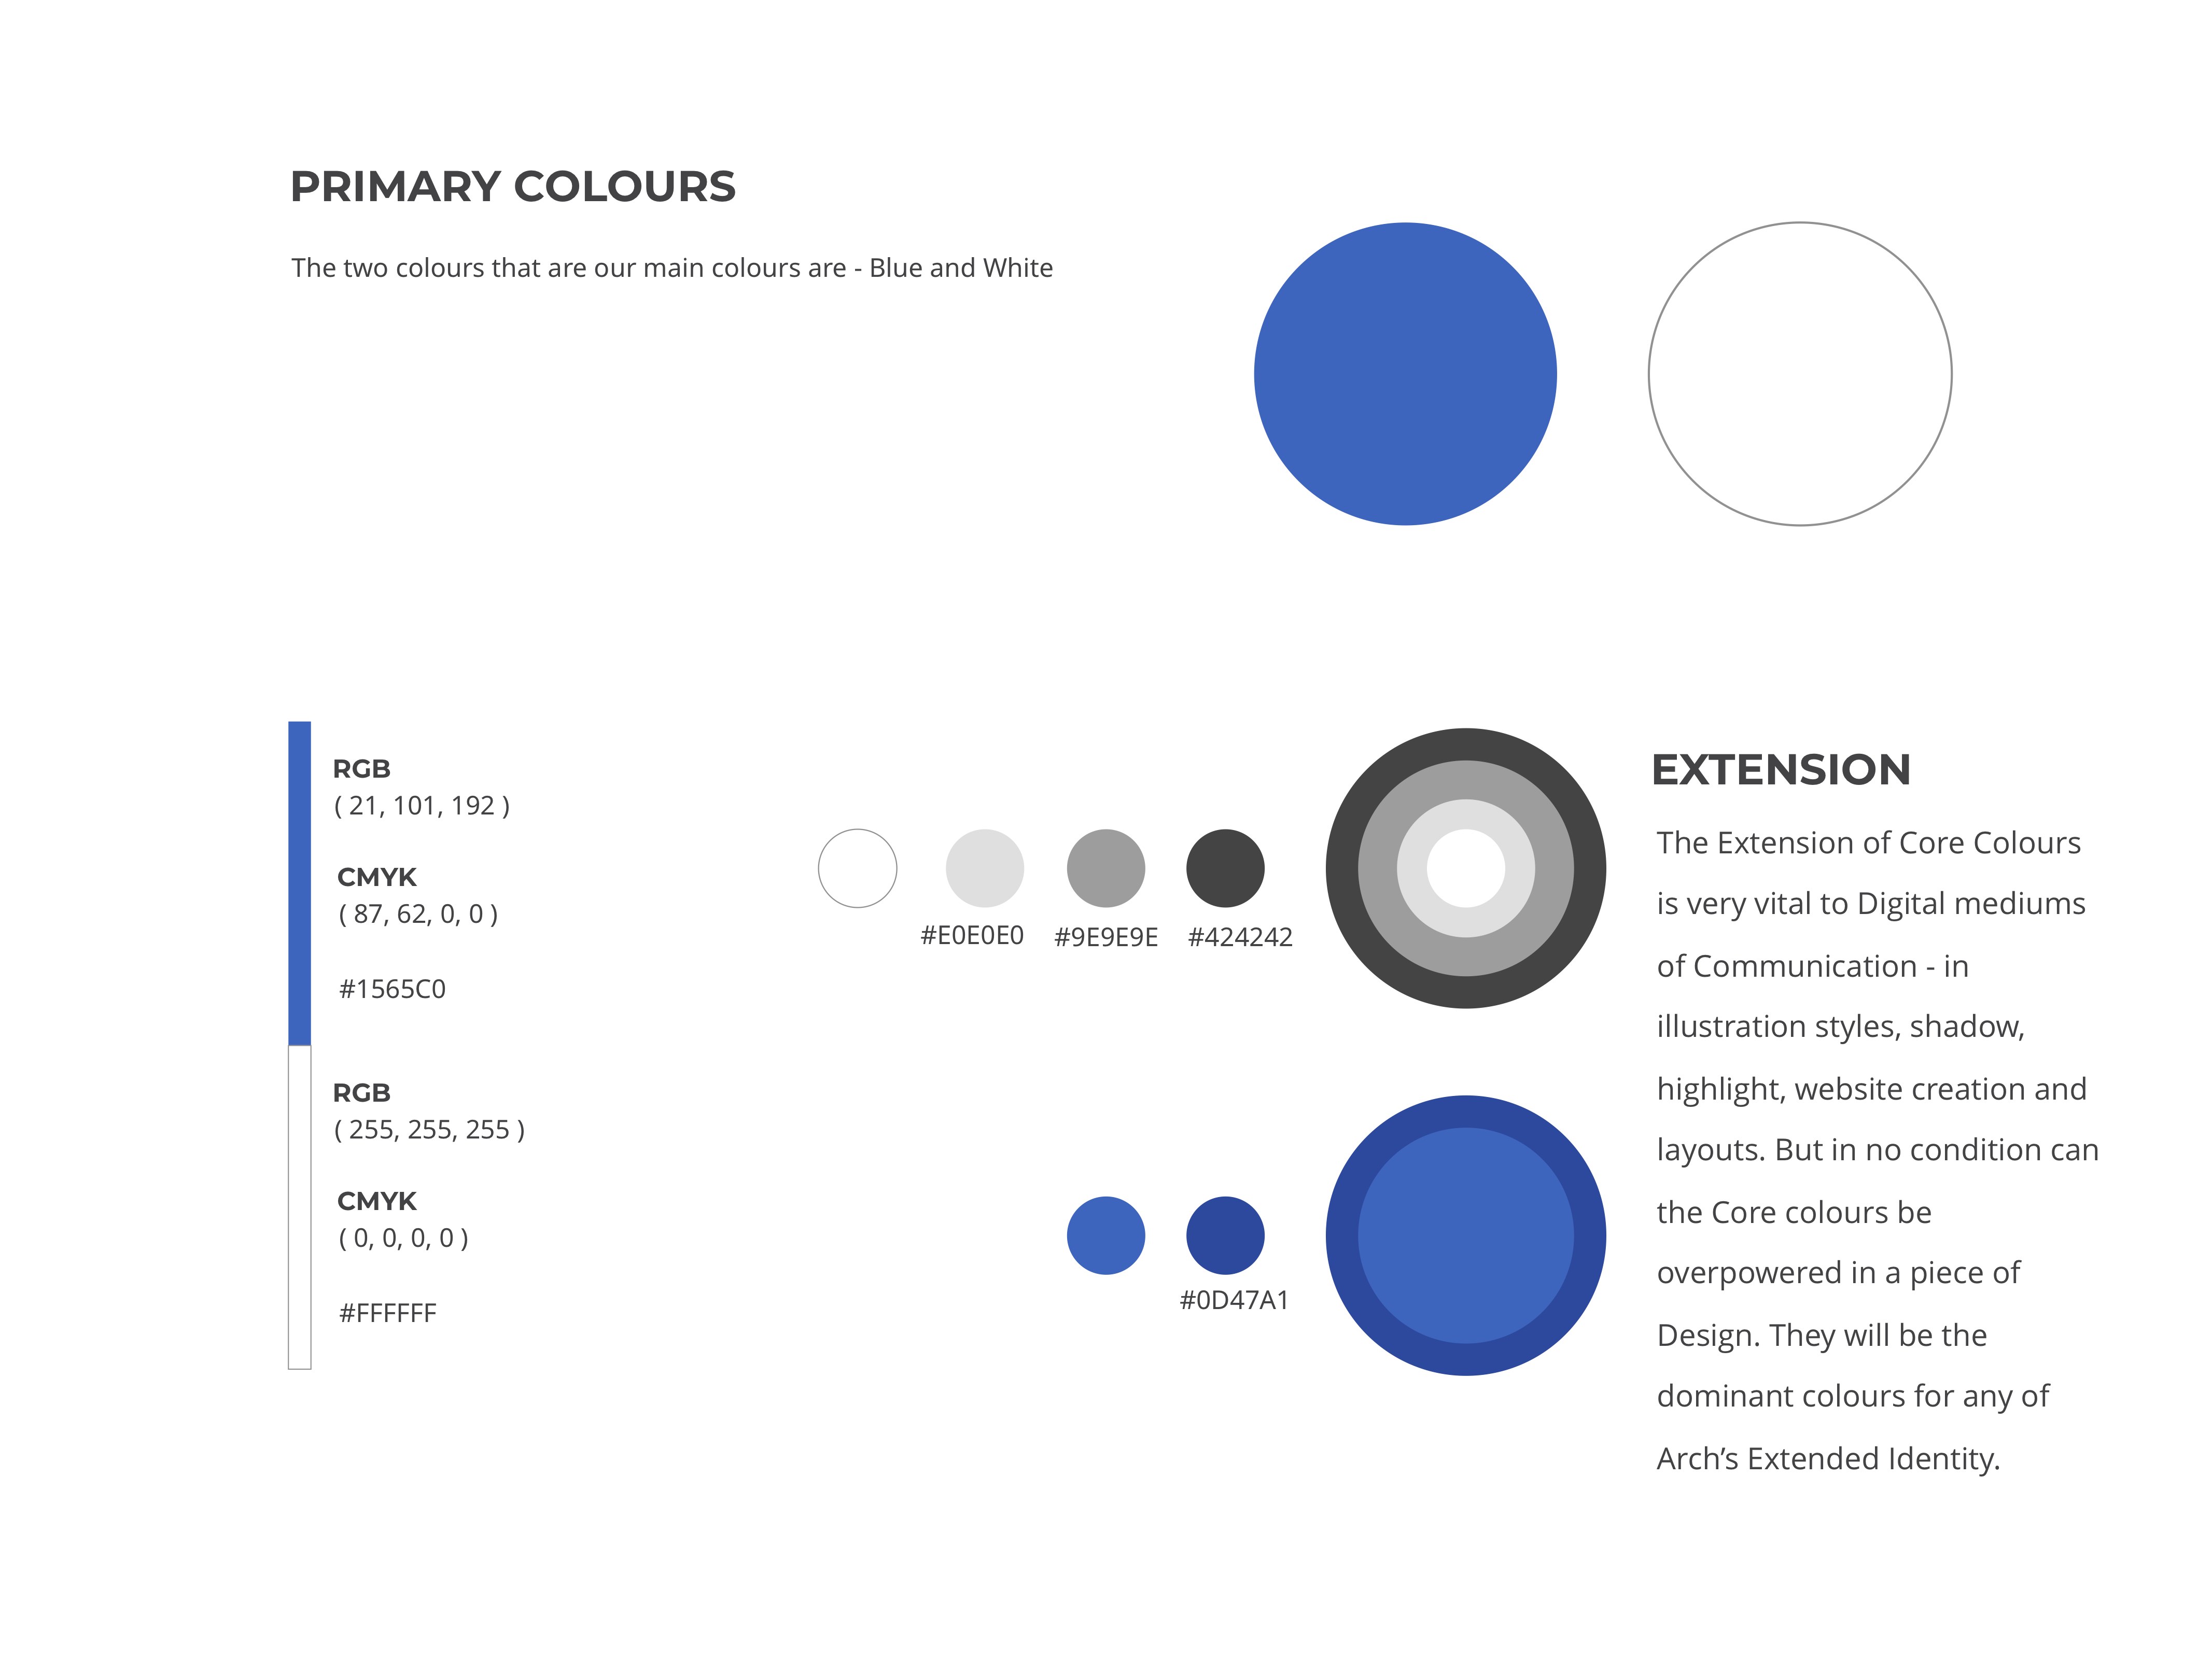 PRIMARY COLOURS
The two colours that are our main colours are - Blue and White
RGB
( 21, 101, 192 )
CMYK
( 87, 62, 0, 0 )
#1565C0
RGB
( 255, 255, 255 )
CMYK
( 0, 0, 0, 0 )
#FFFFFF
#E0E0E0
#9E9E9E
#424242
#0D47A1
EXTENSION
The Extension of Core Colours
is very vital to Digital mediums
of Communication - in
illustration styles, shadow,
highlight, website creation and
layouts. But in no condition can
the Core colours be
overpowered in a piece of
Design. They will be the
dominant colours for any of
Arch’s Extended Identity.